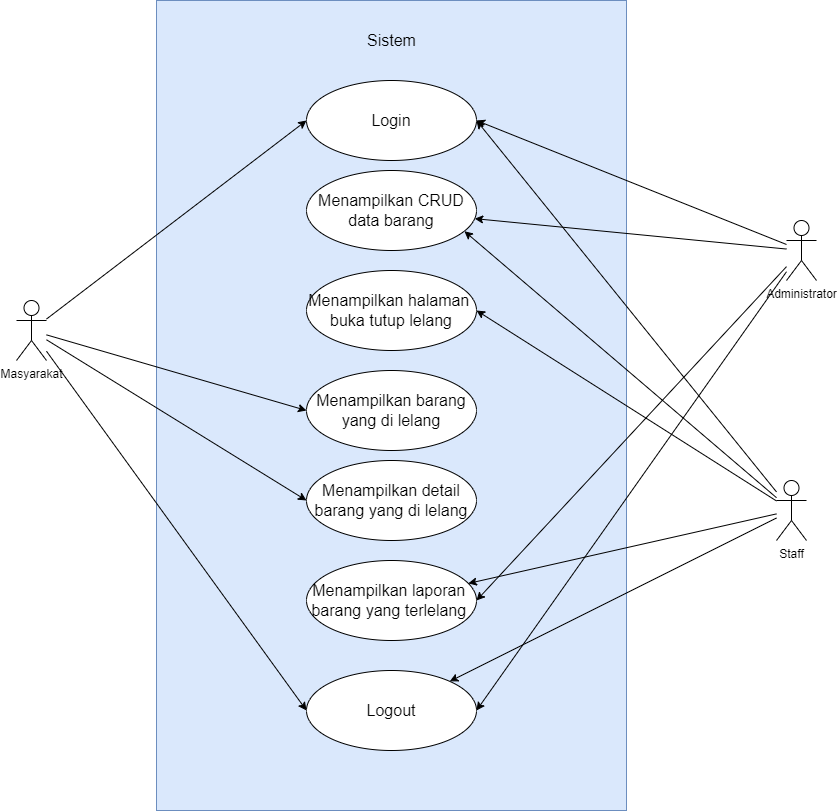 Sistem
Login
Menampilkan CRUD
data barang
Administrator
Menampilkan halaman
buka tutup lelang
Masyarakat
Menampilkan barang
yang di lelang
Menampilkan detail
barang yang di lelang
Staff
Menampilkan laporan
barang yang terlelang
Logout